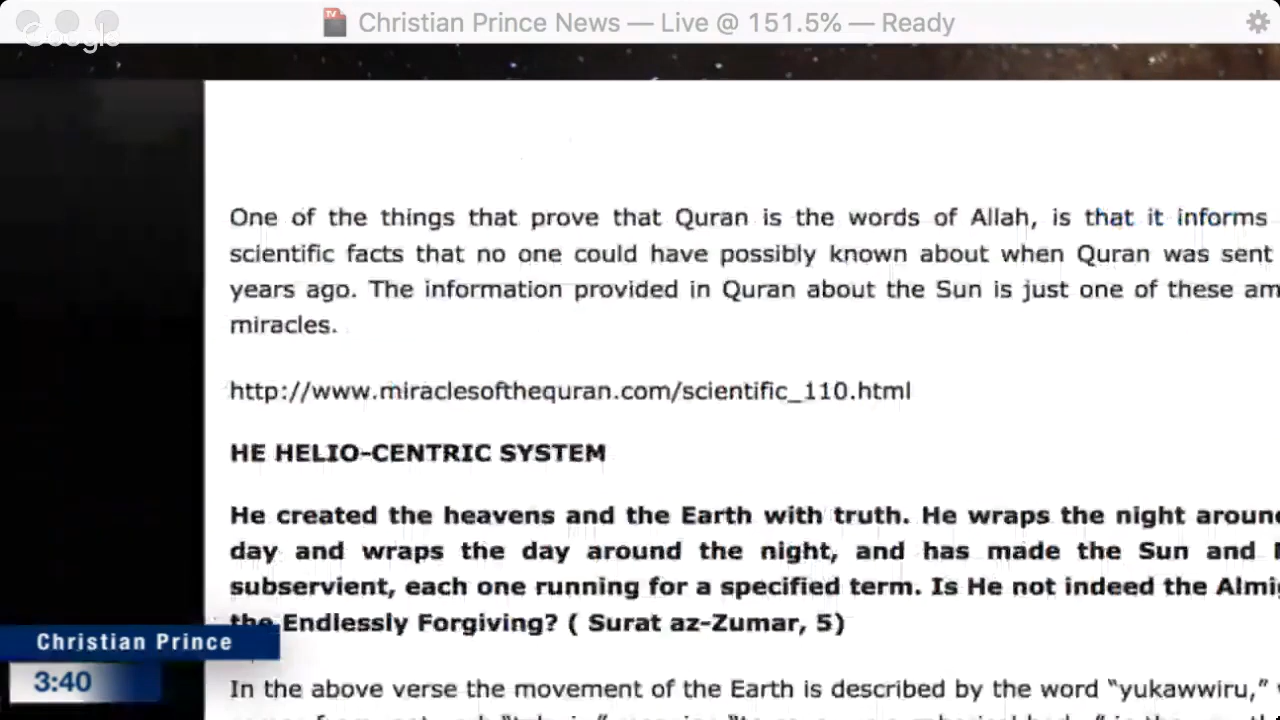 Christian Prince News — Live @ 151.5% — Ready
Google
One of the things that prove that Quran is the words of Allah, is that it informs
scientific facts that no one could have possibly known about when Quran was sent
years ago. The information provided in Quran about the Sun is just one of these am
miracles.
http://www.miraclesofthequran.com/scientific_110.html
HE HELIO-CENTRIC SYSTEM
He created the heavens and the Earth with truth. He wraps the night around
day and wraps the day around the night, and has made the Sun and
subservient, each one running for a specified term. Is He not indeed the Almi
the Endlessly Forgiving? ( Surat az-Zumar, 5)
Christian Prince
3:40
In the above verse the movement of the Earth is described by the word “yukawwiru,”